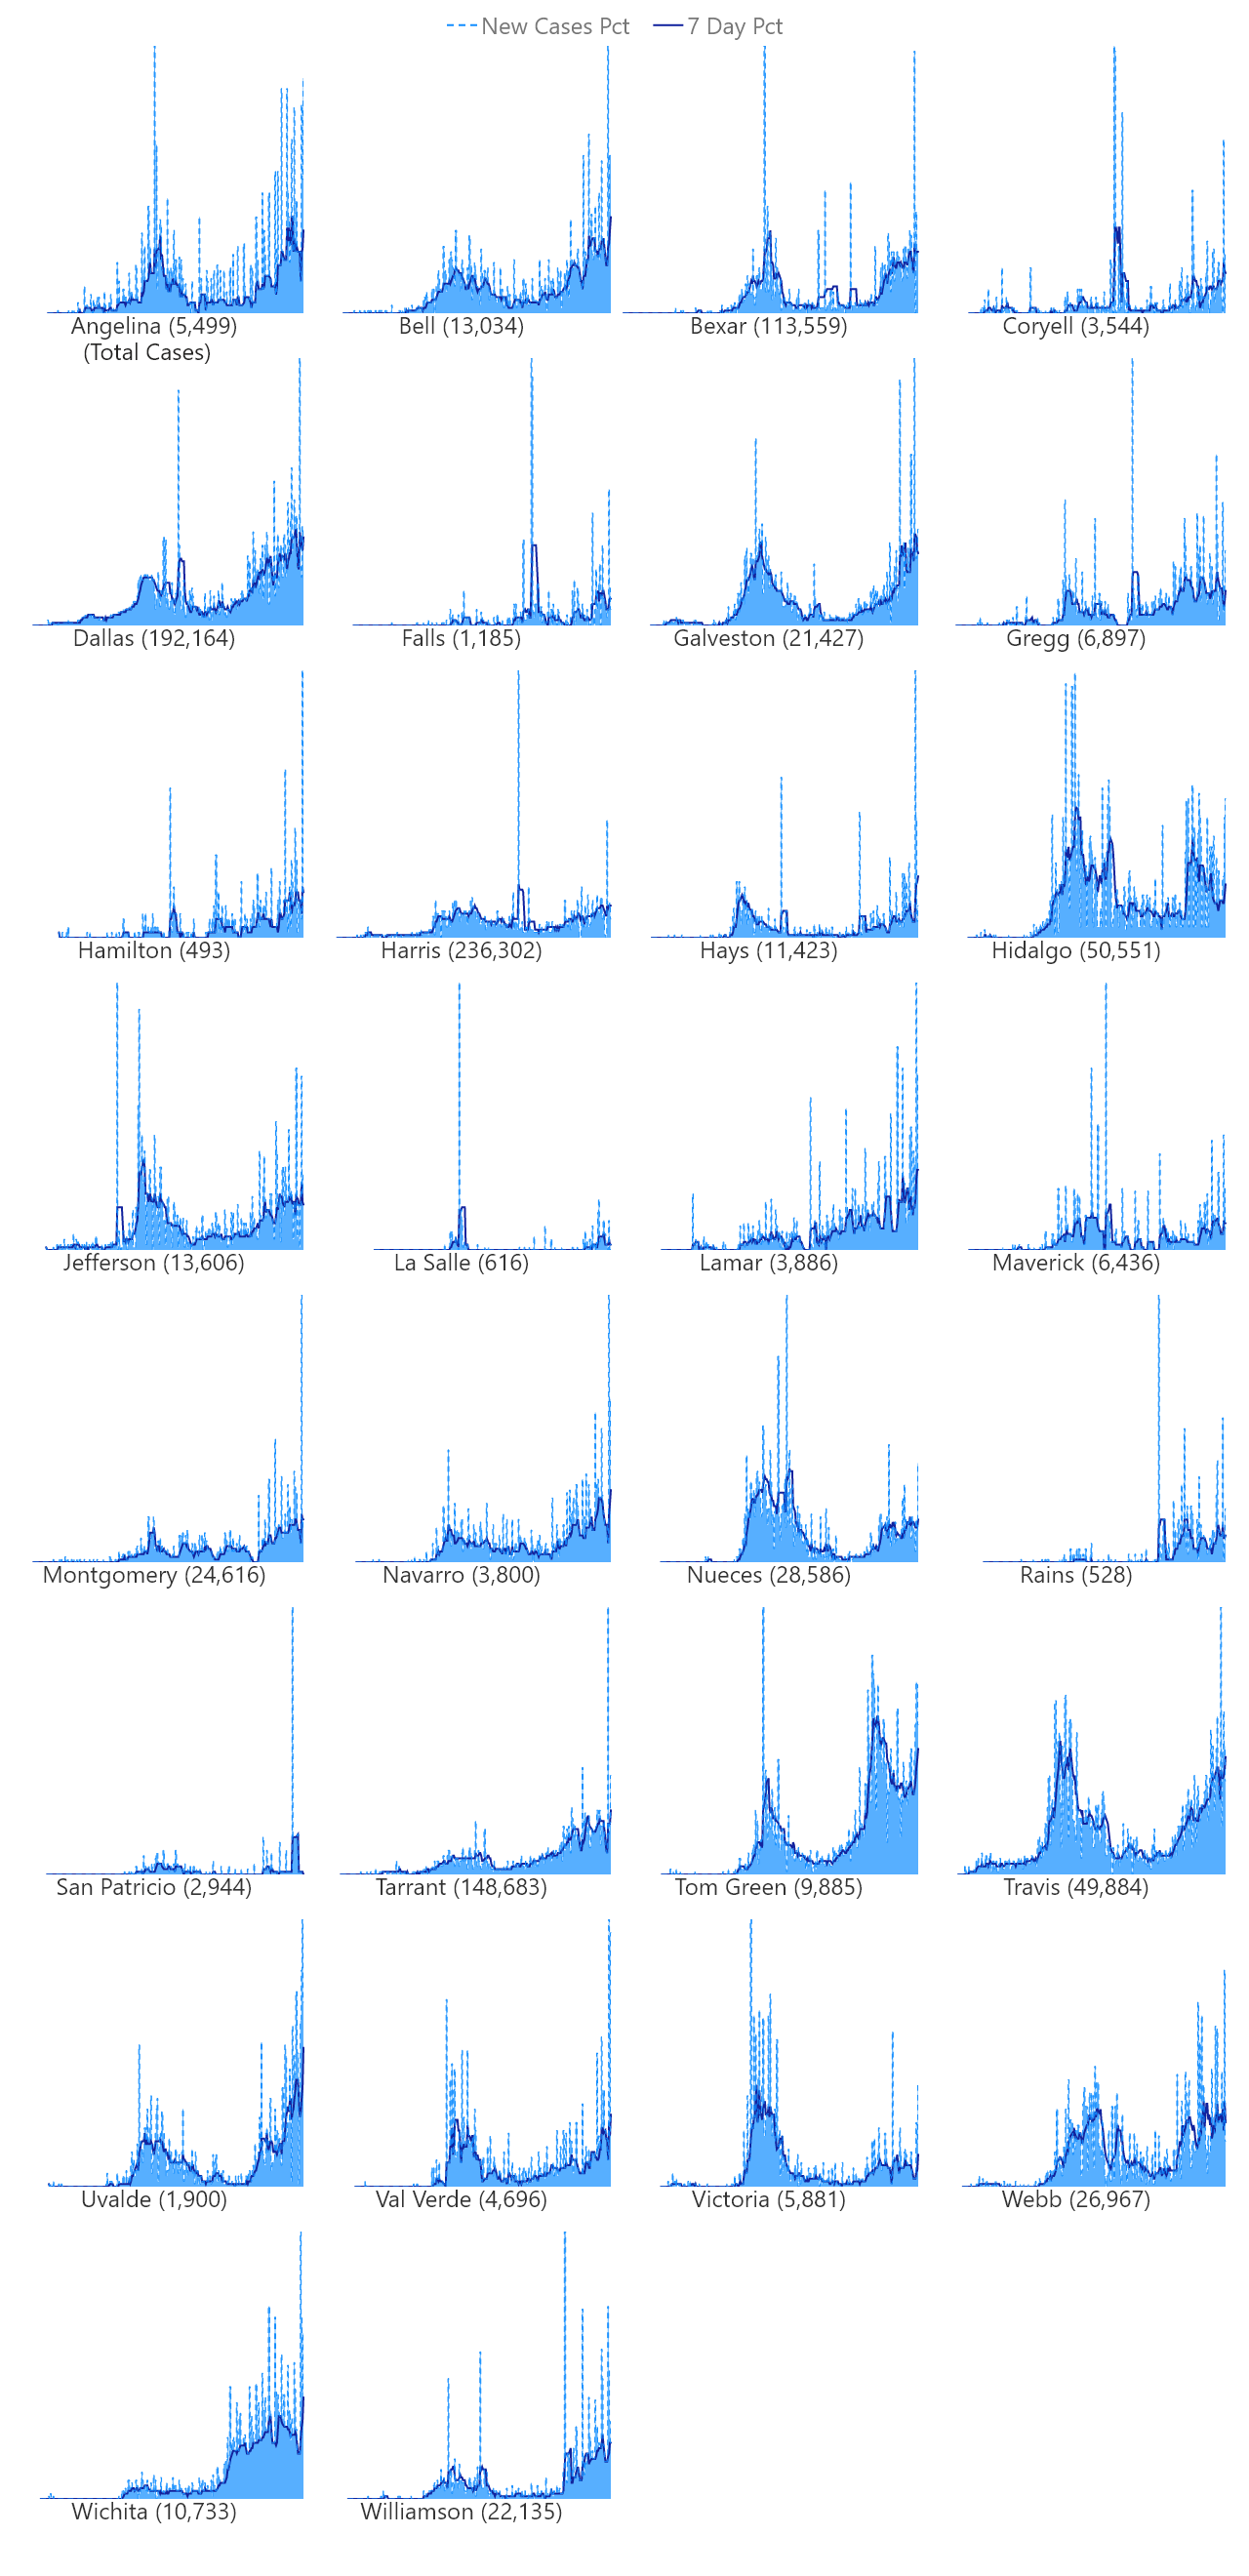 New Cases Pct 7 Day Pct
Angelina (5,499) Bell (13,034) Bexar (113,559) Coryell (3,544)
(Total Cases)
Dallas (192,164) Falls (1,185) Galveston (21,427) Gregg (6,897)
Hamilton (493) Harris (236,302) Hays (11,423) Hidalgo (50,551)
Jefferson (13,606) La Salle (616) Lamar (3,886) Maverick (6,436)
Montgomery (24,616) Navarro (3,800) Nueces (28,586) Rains (528)
San Patricio (2,944) Tarrant (148,683) Tom Green (9,885) Travis (49,884)
Uvalde (1,900) Val Verde (4,696) Victoria (5,881) Webb (26,967)
Wichita (10,733) Williamson (22,135)